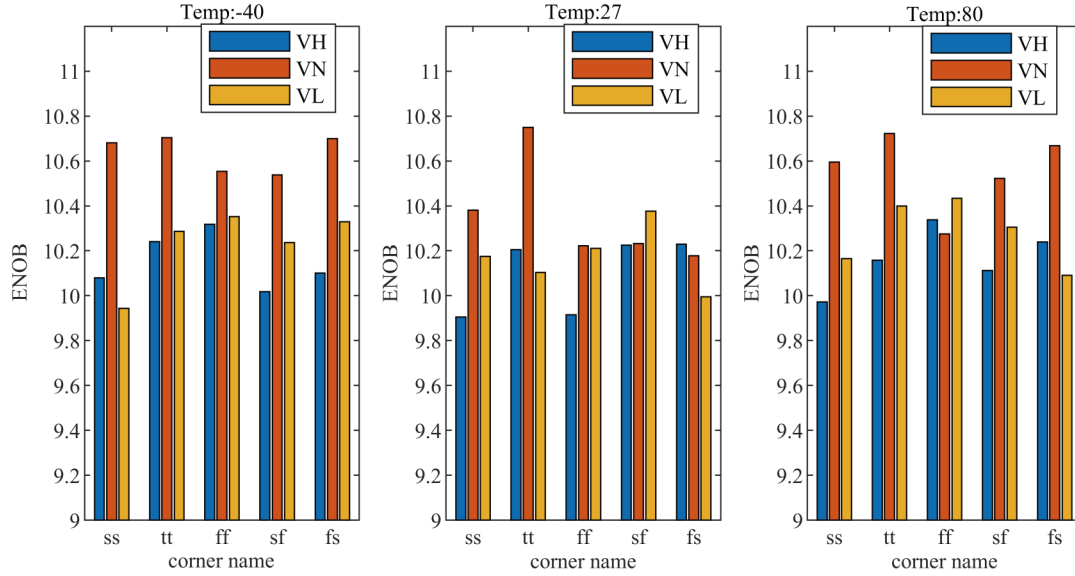 Temp:-40
VH
VN
VL
11
10.8
10.6
10.4
10.2
10
9.8
9.6
9.4
9.2
9
ENOB
ss tt ff sf fs
corner name
Temp:27
VH
VN
VL
11
10.8
10.6
10.4
10.2
10
9.8
9.6
9.4
9.2
9
ENOB
ss tt ff sf fs
corner name
Temp:80
VH
VN
VL
11
10.8
10.6
10.4
10.2
10
9.8
9.6
9.4
9.2
9
ENOB
ss tt ff sf fs
corner name